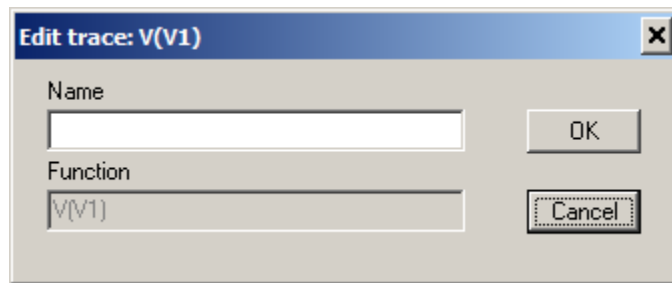 Edit trace: V(V1)
Name
OK
Function
V(V1)
Cancel